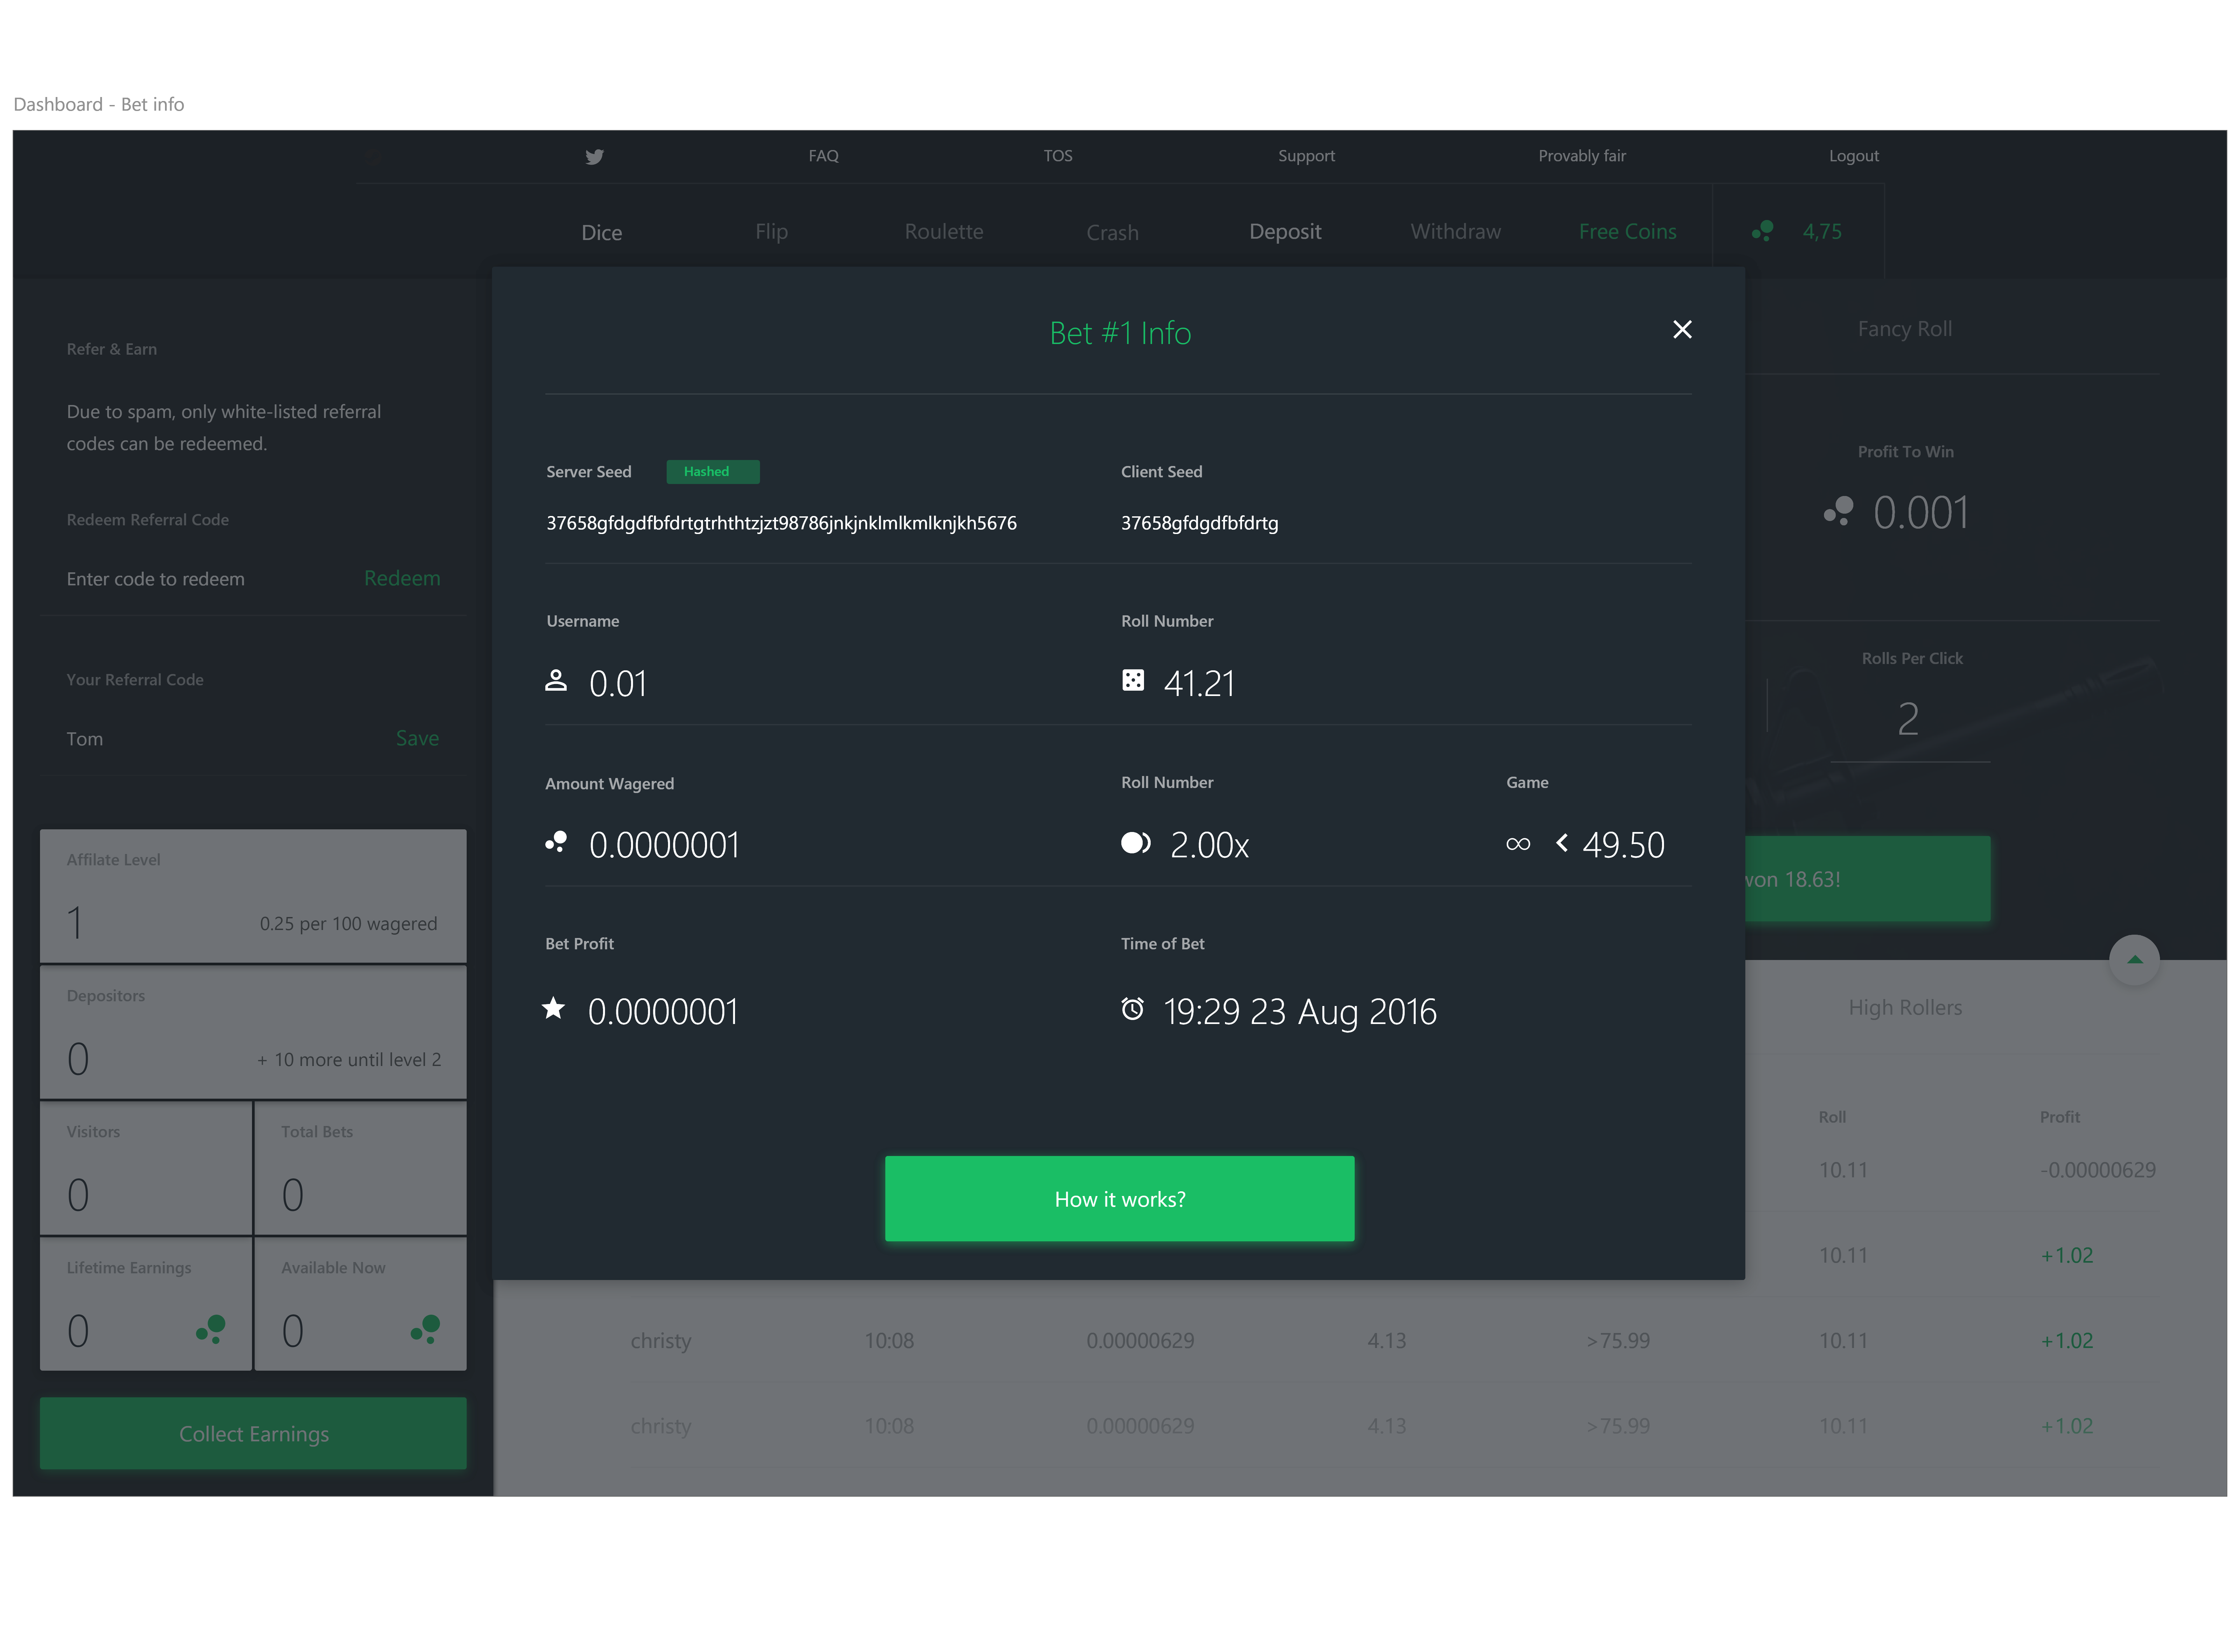 Dashboard - Bet info
FAQ
TOS
Support
Provably fair
Logout
Dice
Flip
Roulette
Crash
Deposit
Withdraw
Free Coins
4,75
Refer & Earn
Due to spam, only white-listed referral
codes can be redeemed.
Redeem Referral Code
Enter code to redeem
Redeem
Your Referral Code
Tom
Save
Affilate Level
1
0.25 per 100 wagered
Depositors
0
+ 10 more until level 2
Visitors
0
Total Bets
0
Lifetime Earnings
0
Available Now
0
Collect Earnings
Bet #1 Info
Server Seed
Hashed
37658gfdgdfbfdrtgtrhthtzjzt98786jnkjnklmlkmlknjkh5676
Client Seed
37658gfdgdfbfdrtg
Username
0.01
Roll Number
41.21
Amount Wagered
0.0000001
Roll Number
2.00x
Game
< 49.50
Bet Profit
0.0000001
Time of Bet
19:29 23 Aug 2016
How it works?
Fancy Roll
Profit To Win
0.001
Rolls Per Click
2
won 18.63!
High Rollers
Roll
Profit
10.11
-0.00000629
10.11
+1.02
christy 10:08 0.00000629 4.13 >75.99 10.11 +1.02
christy 10:08 0.00000629 4.13 >75.99 10.11 +1.02